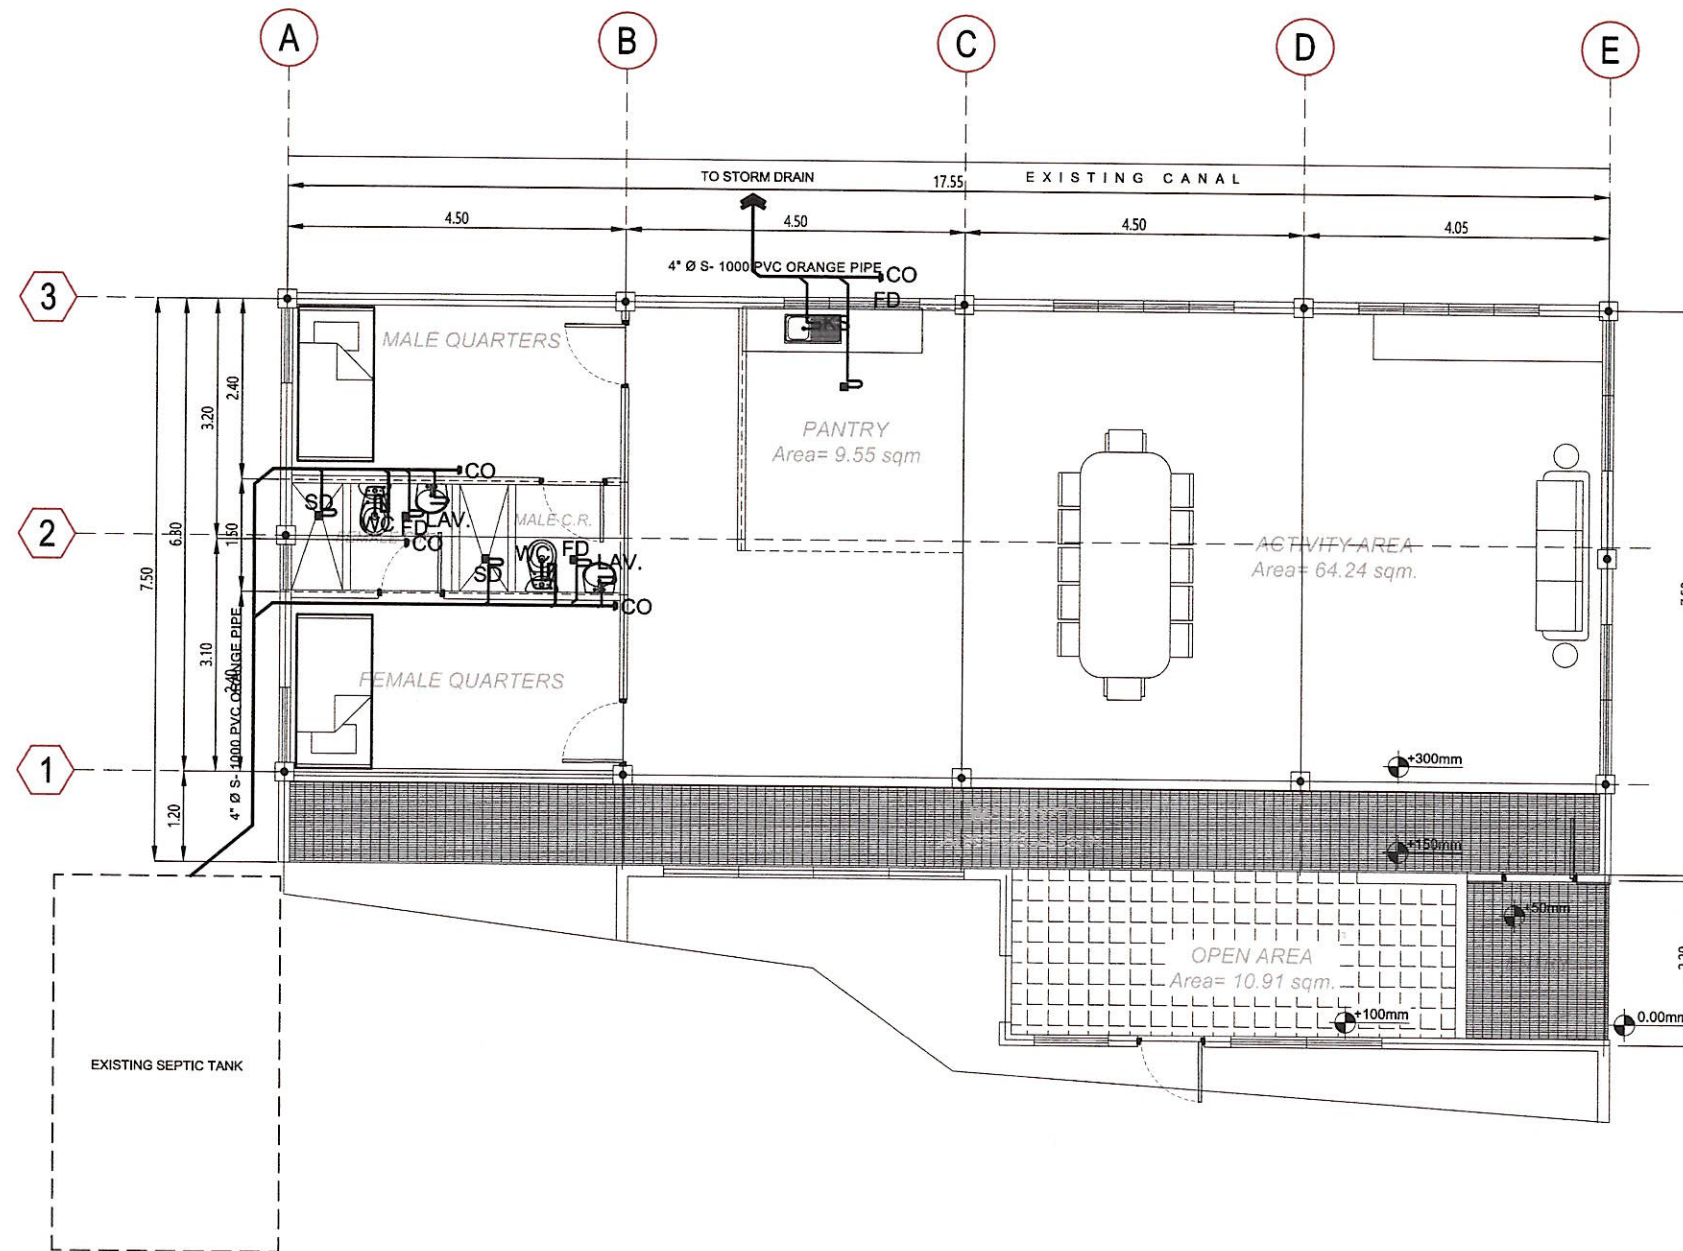 A
B
C
D
E
TO STORM DRAIN
17.55
EXISTING CANAL
4.50
4.50
4.50
4.05
4" Ø S- 1000 PVC ORANGE PIPE
CO
FD
3
SKS
MALE QUARTERS
2.40
3.20
PANTRY
Area= 9.55 sqm
CO
SD
WC
FD
LAV.
MALE C.R.
2
CO
1.50
6.30
7.50
WC
FD
LAV.
SD
ACTIVITY AREA
Area= 64.24 sqm.
CO
3.10
2.40
4" Ø S- 1000 PVC ORANGE PIPE
FEMALE QUARTERS
1
+300mm
1.20
+150mm
+50mm
OPEN AREA
Area= 10.91 sqm.
+100mm
0.00mm
EXISTING SEPTIC TANK